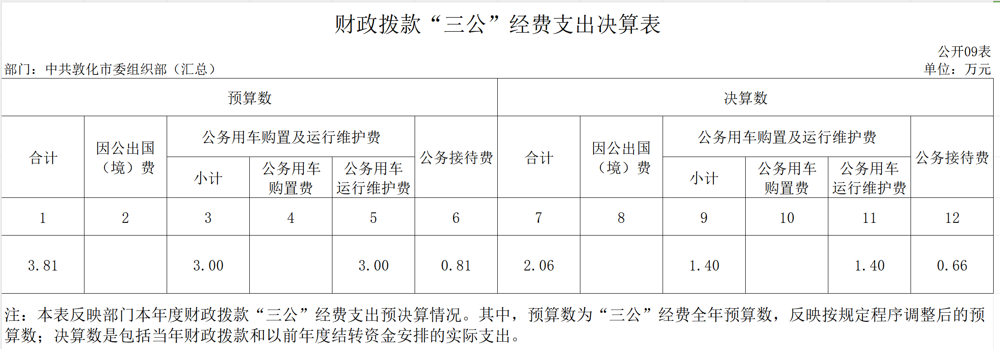 财政拨款“三公”经费支出决算表
公开09表
部门：中共敦化市委组织部（汇总）	单位：万元
预算数	决算数
合计	因公出国（境）费	公务用车购置及运行维护费	公务接待费	合计	因公出国（境）费	公务用车购置及运行维护费	公务接待费
小计	公务用车购置费	公务用车运行维护费	小计	公务用车购置费	公务用车运行维护费
1	2	3	4	5	6	7	8	9	10	11	12
3.81	3.00	3.00	0.81	2.06	1.40	1.40	0.66
注：本表反映部门本年度财政拨款“三公”经费支出预决算情况。其中，预算数为“三公”经费全年预算数，反映按规定程序调整后的预
算数；决算数是包括当年财政拨款和以前年度结转资金安排的实际支出。